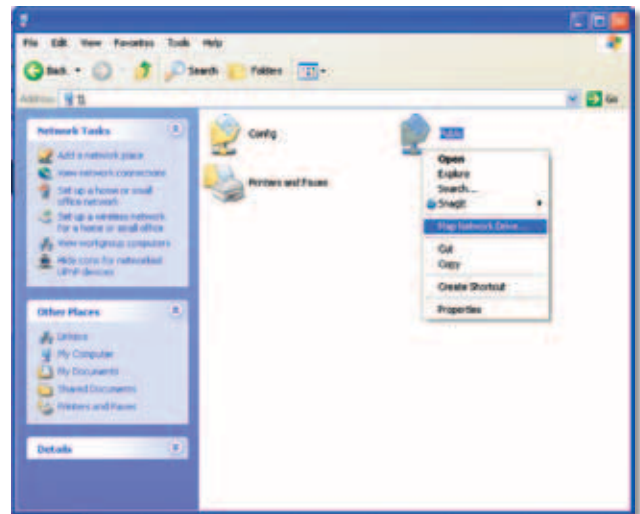 File Edit View Favorites Tools Help
Back Search Folders
Address Go
Network Tasks
Add a network place
View network connections
Set up a home or small
office network
Set up a wireless network
for a home or small office
View workgroup computers
Hide icons for networked
UPnP devices
Other Places
My Computer
My Documents
Shared Documents
Printers and Faxes
Details
Config
Printers and Faxes
Public
Open
Explore
Search...
SnagIt
Map Network Drive...
Cut
Copy
Create Shortcut
Properties